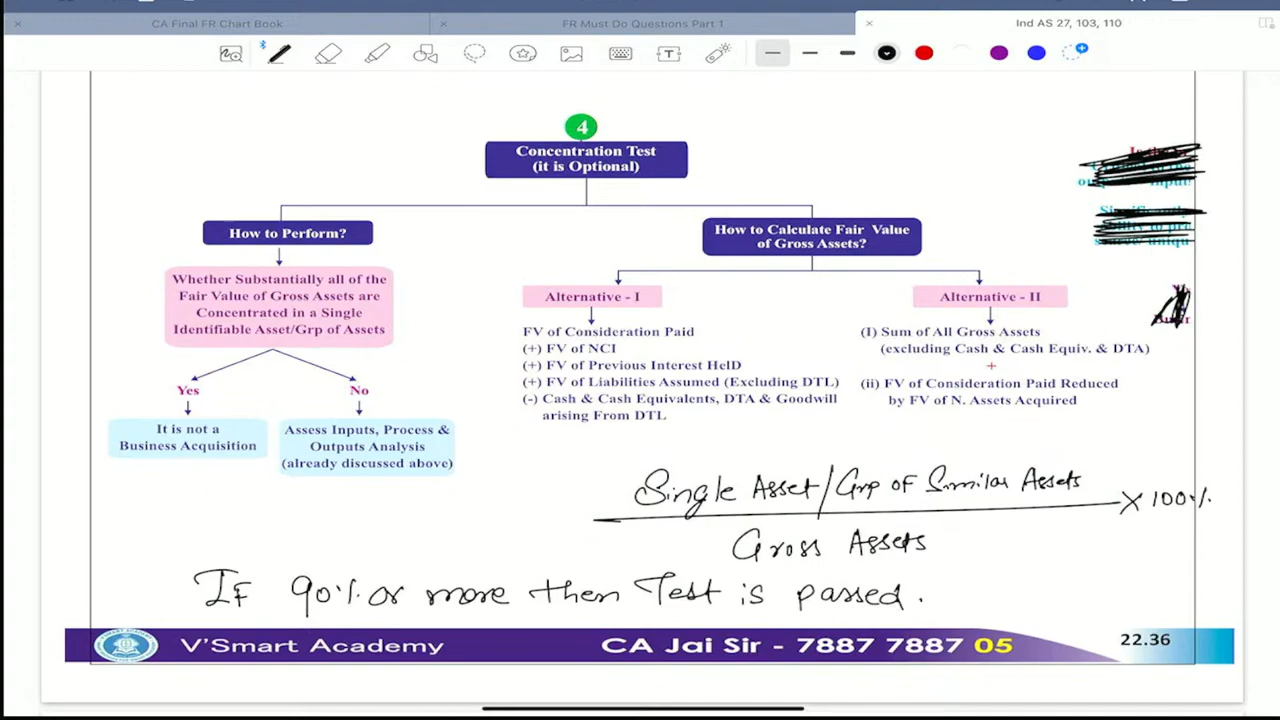 CA Final FR Chart Book
FR Must Do Questions Part 1
Ind AS 27, 103, 110
4
Concentration Test
(it is Optional)
How to Perform?
Whether Substantially all of the
Fair Value of Gross Assets are
Concentrated in a Single
Identifiable Asset/Grp of Assets
Yes
No
It is not a
Business Acquisition
Assess Inputs, Process &
Outputs Analysis
(already discussed above)
How to Calculate Fair Value
of Gross Assets?
Alternative - I
FV of Consideration Paid
(+) FV of NCI
(+) FV of Previous Interest HelD
(+) FV of Liabilities Assumed (Excluding DTL)
(-) Cash & Cash Equivalents, DTA & Goodwill
arising From DTL
Alternative - II
(I) Sum of All Gross Assets
(excluding Cash & Cash Equiv. & DTA)
+
(ii) FV of Consideration Paid Reduced
by FV of N. Assets Acquired
Single Asset/Grp of Similar Assets
X 100%
Gross Assets
If 90% or more then Test is passed.
V'Smart Academy
CA Jai Sir - 7887 7887 05
22.36